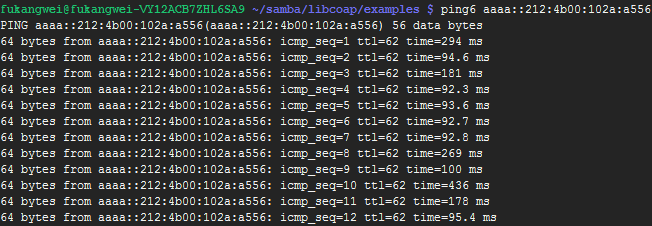 fukangwei@fukangwei-VY12ACB7ZHL6SA9 ~/samba/libcoap/examples $ ping6 aaaa::212:4b00:102a:a556
PING aaaa::212:4b00:102a:a556(aaaa::212:4b00:102a:a556) 56 data bytes
64 bytes from aaaa::212:4b00:102a:a556: icmp_seq=1 ttl=62 time=294 ms
64 bytes from aaaa::212:4b00:102a:a556: icmp_seq=2 ttl=62 time=94.6 ms
64 bytes from aaaa::212:4b00:102a:a556: icmp_seq=3 ttl=62 time=181 ms
64 bytes from aaaa::212:4b00:102a:a556: icmp_seq=4 ttl=62 time=92.3 ms
64 bytes from aaaa::212:4b00:102a:a556: icmp_seq=5 ttl=62 time=93.6 ms
64 bytes from aaaa::212:4b00:102a:a556: icmp_seq=6 ttl=62 time=92.7 ms
64 bytes from aaaa::212:4b00:102a:a556: icmp_seq=7 ttl=62 time=92.8 ms
64 bytes from aaaa::212:4b00:102a:a556: icmp_seq=8 ttl=62 time=269 ms
64 bytes from aaaa::212:4b00:102a:a556: icmp_seq=9 ttl=62 time=100 ms
64 bytes from aaaa::212:4b00:102a:a556: icmp_seq=10 ttl=62 time=436 ms
64 bytes from aaaa::212:4b00:102a:a556: icmp_seq=11 ttl=62 time=178 ms
64 bytes from aaaa::212:4b00:102a:a556: icmp_seq=12 ttl=62 time=95.4 ms